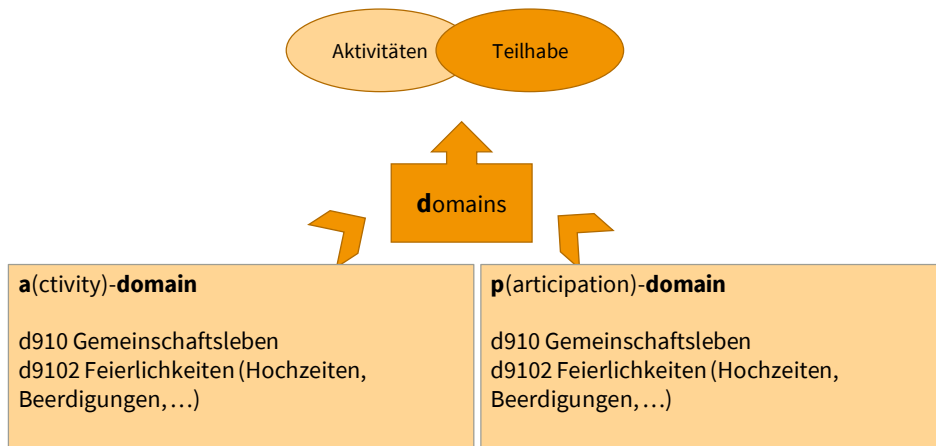 Aktivitäten
Teilhabe
domains
a(ctivity)-domain
d910 Gemeinschaftsleben
d9102 Feierlichkeiten (Hochzeiten,
Beerdigungen, …)
p(articipation)-domain
d910 Gemeinschaftsleben
d9102 Feierlichkeiten (Hochzeiten,
Beerdigungen, …)